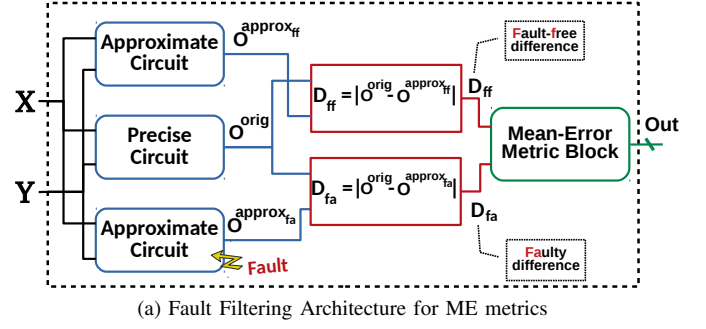 Approximate
Circuit
O^approx_ff
X
Precise
Circuit
O^orig
Y
Approximate
Circuit
O^approx_fa
Fault
D_ff = |O^orig - O^approx_ff|
D_fa = |O^orig - O^approx_fa|
D_ff
Fault-free
difference
D_fa
Faulty
difference
Mean-Error
Metric Block
Out
(a) Fault Filtering Architecture for ME metrics